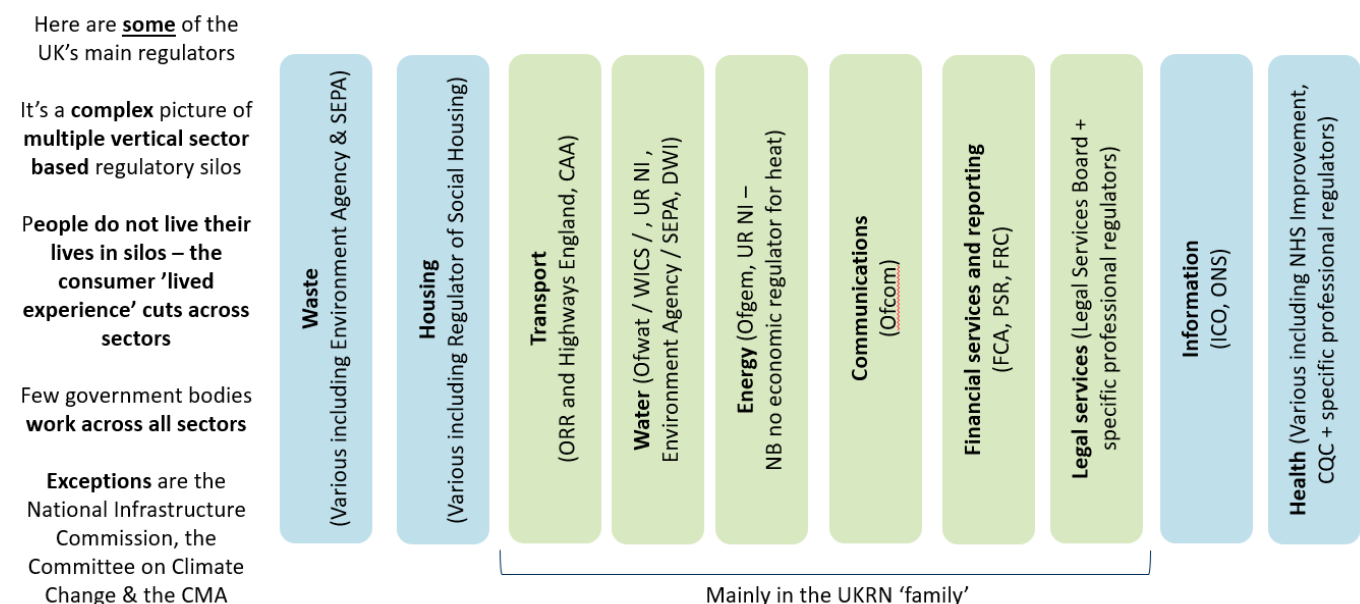 Here are some of the
UK's main regulators
It's a complex picture of
multiple vertical sector
based regulatory silos
People do not live their
lives in silos – the
consumer 'lived
experience' cuts across
sectors
Few government bodies
work across all sectors
Exceptions are the
National Infrastructure
Commission, the
Committee on Climate
Change & the CMA
Waste
(Various including Environment Agency & SEPA)
Housing
(Various including Regulator of Social Housing)
Transport
(ORR and Highways England, CAA)
Water (Ofwat / WICS / , UR NI ,
Environment Agency / SEPA, DWI)
Energy (Ofgem, UR NI –
NB no economic regulator for heat)
Communications
(Ofcom)
Financial services and reporting
(FCA, PSR, FRC)
Legal services (Legal Services Board +
specific professional regulators)
Information
(ICO, ONS)
Health (Various including NHS Improvement,
CQC + specific professional regulators)
Mainly in the UKRN 'family'